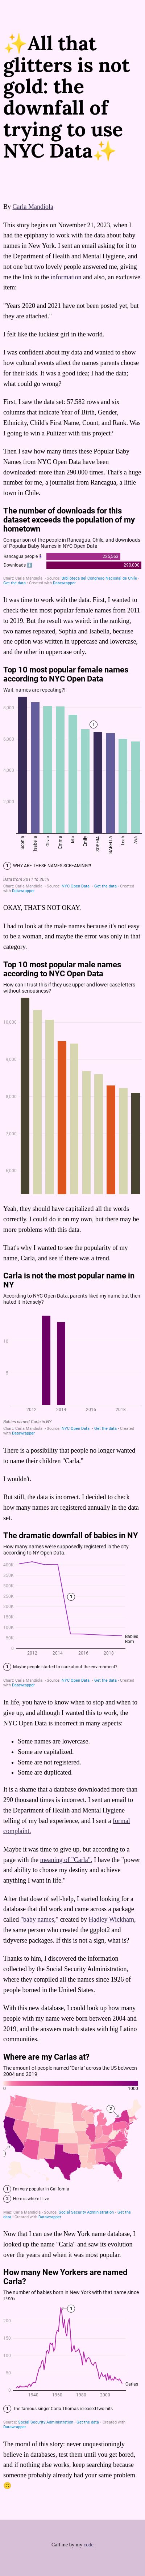 ✨All that
glitters is not
gold: the
downfall of
trying to use
NYC Data✨
By Carla Mandiola
This story begins on November 21, 2023, when I
had the epiphany to work with the data about baby
names in New York. I sent an email asking for it to
the Department of Health and Mental Hygiene, and
not one but two lovely people answered me, giving
me the link to the information and also, an exclusive
item:
"Years 2020 and 2021 have not been posted yet, but
they are attached."
I felt like the luckiest girl in the world.
I was confident about my data and wanted to show
how cultural events affect the names parents choose
for their kids. It was a good idea; I had the data;
what could go wrong?
First, I saw the data set: 57.582 rows and six
columns that indicate Year of Birth, Gender,
Ethnicity, Child's First Name, Count, and Rank. Was
I going to win a Pulitzer with this project?
Then I saw how many times these Popular Baby
Names from NYC Open Data have been
downloaded: more than 290.000 times. That's a huge
number for me, a journalist from Rancagua, a little
town in Chile.
The number of downloads for this
dataset exceeds the population of my
hometown
Comparison of the people in Rancagua, Chile, and downloads
of Popular Baby Names in NYC Open Data
Rancagua people
Downloads
290,000
Chart: Carla Mandiola · Source: Biblioteca del Congreso Nacional de Chile ·
Get the data · Created with Datawrapper
It was time to work with the data. First, I wanted to
check the most popular female names from 2011
to 2019. But the result was weird: in the ranking,
two names repeated, Sophia and Isabella, because
one option was written in uppercase and lowercase,
and the other in uppercase only.
Top 10 most popular female names
according to NYC Open Data
Wait, names are repeating?!
8,000
6,000
4,000
2,000
1
Sophia
Isabella
Olivia
Emma
Mia
Emily
SOPHIA
ISABELLA
Leah
Ava
1 WHY ARE THESE NAMES SCREAMING?!
Data from 2011 to 2019
Chart: Carla Mandiola · Source: NYC Open Data · Get the data · Created
with Datawrapper
OKAY, THAT'S NOT OKAY.
I had to look at the male names because it's not easy
to be a woman, and maybe the error was only in that
category.
Top 10 most popular male names
according to NYC Open Data
How can I trust this if they use upper and lower case letters
without seriousness?
10,000
9,000
8,000
7,000
6,000
Yeah, they should have capitalized all the words
correctly. I could do it on my own, but there may be
more problems with this data.
That's why I wanted to see the popularity of my
name, Carla, and see if there was a trend.
Carla is not the most popular name in
NY
According to NYC Open Data, parents liked my name but then
hated it intensely?
10
5
2012
2014
2016
2018
Babies named Carla in NY
Chart: Carla Mandiola · Source: NYC Open Data · Get the data · Created
with Datawrapper
There is a possibility that people no longer wanted
to name their children "Carla."
I wouldn't.
But still, the data is incorrect. I decided to check
how many names are registered annually in the data
set.
The dramatic downfall of babies in NY
How many names were supposedly registered in the city
according to NY Open Data.
400K
350K
300K
250K
200K
150K
100K
50K
0
1
Babies
Born
2012
2014
2016
2018
1 Maybe people started to care about the environment?
Chart: Carla Mandiola · Source: NYC Open Data · Get the data · Created
with Datawrapper
In life, you have to know when to stop and when to
give up, and although I wanted this to work, the
NYC Open Data is incorrect in many aspects:
• Some names are lowercase.
• Some are capitalized.
• Some are not registered.
• Some are duplicated.
It is a shame that a database downloaded more than
290 thousand times is incorrect. I sent an email to
Department of Health and Mental Hygiene
telling of my bad experience, and I sent a formal
complaint.
Maybe it was time to give up, but according to a
page with the meaning of "Carla", I have the "power
and ability to choose my destiny and achieve
anything I want in life."
After that dose of self-help, I started looking for a
database that did work and came across a package
called "baby names," created by Hadley Wickham,
the same person who created the ggplot2 and
tidyverse packages. If this is not a sign, what is?
Thanks to him, I discovered the information
collected by the Social Security Administration,
where they compiled all the names since 1926 of
people horned in the United States.
With this new database, I could look up how many
people with my name were born between 2004 and
2019, and the answers match states with big Latino
communities.
Where are my Carlas at?
The amount of people named "Carla" across the US between
2004 and 2019
0
1000
2
1
1 I'm very popular in California
2 Here is where I live
Map: Carla Mandiola · Source: Social Security Administration · Get the
data · Created with Datawrapper
Now that I can use the New York name database, I
looked up the name "Carla" and saw its evolution
over the years and when it was most popular.
How many New Yorkers are named
Carla?
The number of babies born in New York with that name since
1926
1
200
150
100
50
0
Carlas
1940
1960
1980
2000
1 The famous singer Carla Thomas released two hits
Source: Social Security Administration · Get the data · Created with
Datawrapper
The moral of this story: never unquestioningly
believe in databases, test them until you get bored,
and if nothing else works, keep searching because
someone probably already had your same problem.
🙃
Call me by my code